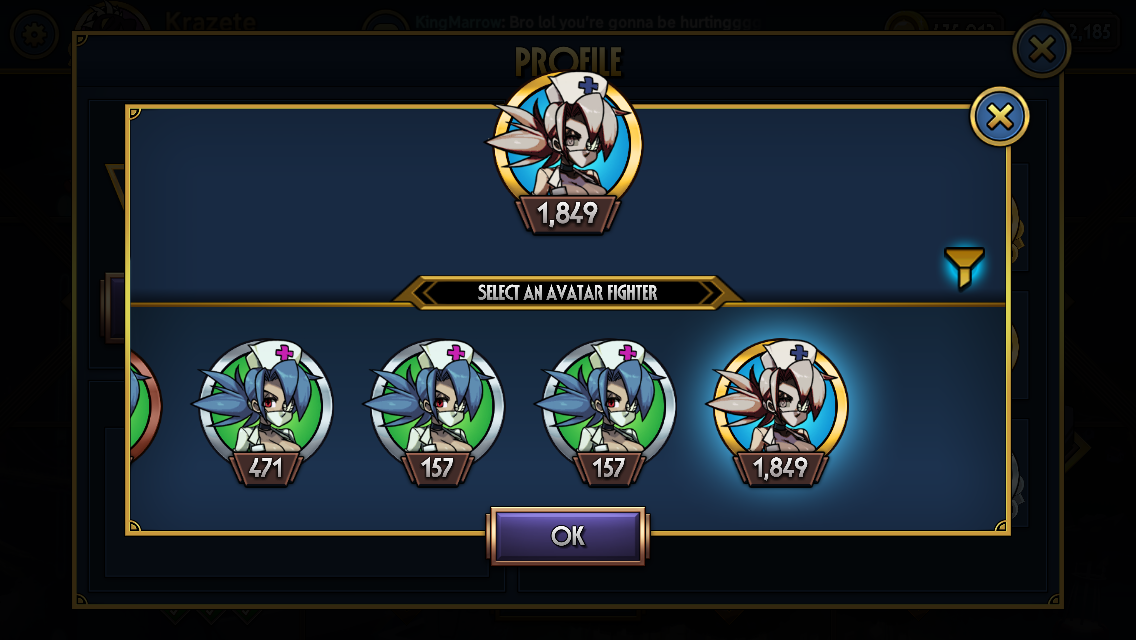 Krazete
KingMarrow: Bro lol you're gonna be hurting
PROFILE
1,849
SELECT AN AVATAR FIGHTER
471
157
157
1,849
OK